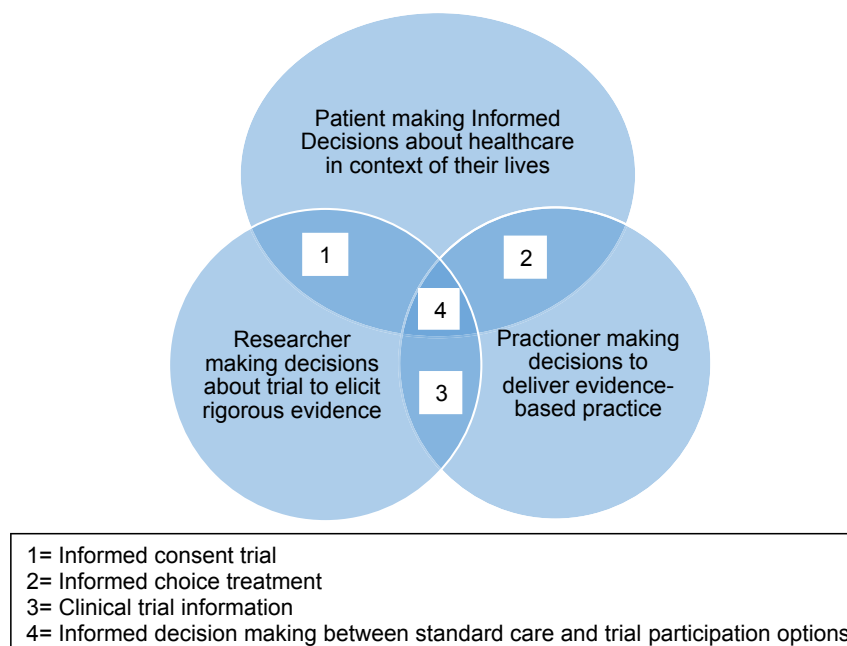 Patient making Informed
Decisions about healthcare
in context of their lives
1
2
4
Researcher
making decisions
about trial to elicit
rigorous evidence
Practioner making
decisions to
deliver evidence-
based practice
3
1= Informed consent trial
2= Informed choice treatment
3= Clinical trial information
4= Informed decision making between standard care and trial participation options